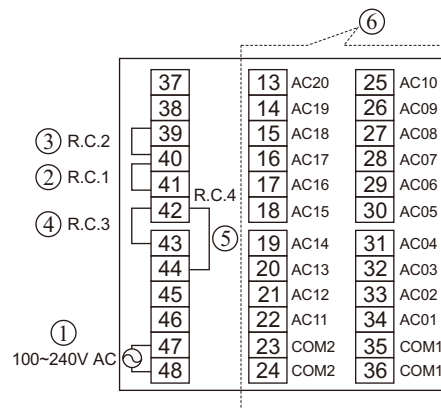 ⑥
37 13 AC20 25 AC10
38 14 AC19 26 AC09
③ R.C.2 39 15 AC18 27 AC08
40 16 AC17 28 AC07
② R.C.1 41 R.C.4 17 AC16 29 AC06
④ R.C.3 42 18 AC15 30 AC05
43 ⑤ 19 AC14 31 AC04
44 20 AC13 32 AC03
45 21 AC12 33 AC02
① 46 22 AC11 34 AC01
100~240V AC 47 23 COM2 35 COM1
48 24 COM2 36 COM1